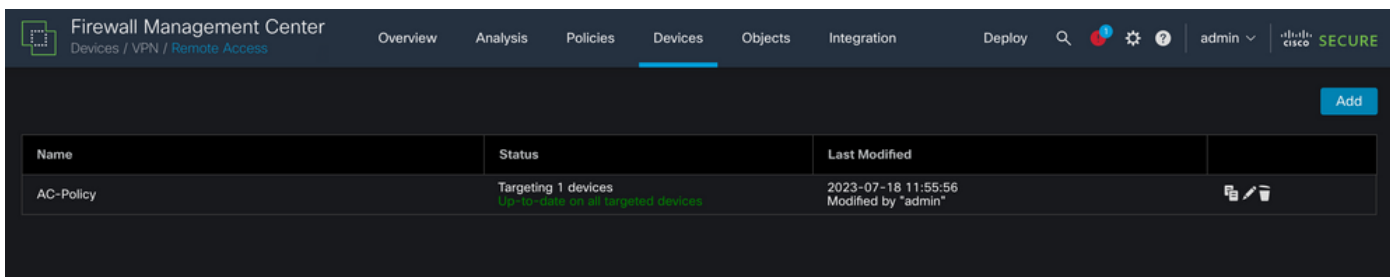 Firewall Management Center
Devices / VPN / Remote Access
Overview Analysis Policies Devices Objects Integration Deploy 1 ? admin CISCO SECURE
Add
Name Status Last Modified
AC-Policy
Targeting 1 devices
Up-to-date on all targeted devices
2023-07-18 11:55:56
Modified by "admin"